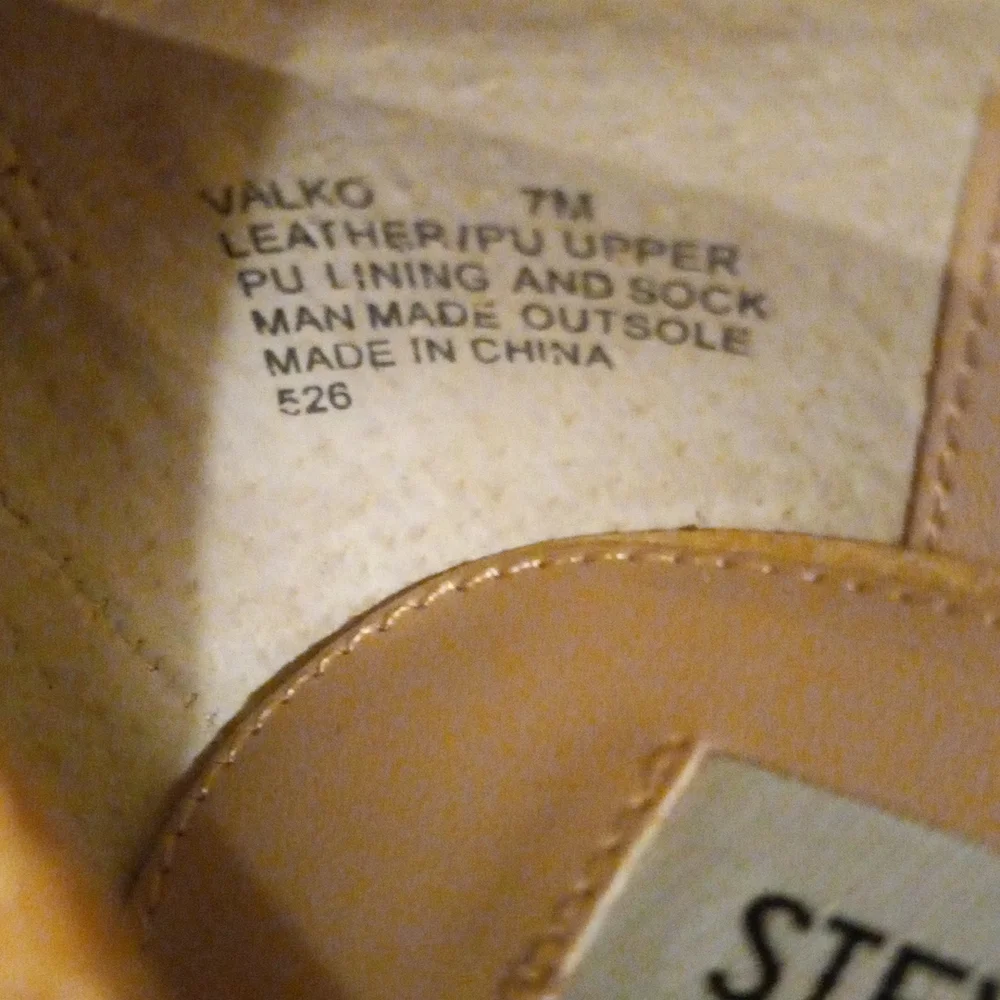 VALKO 7M
LEATHER/PU UPPER
PU LINING AND SOCK
MAN MADE OUTSOLE
MADE IN CHINA
526